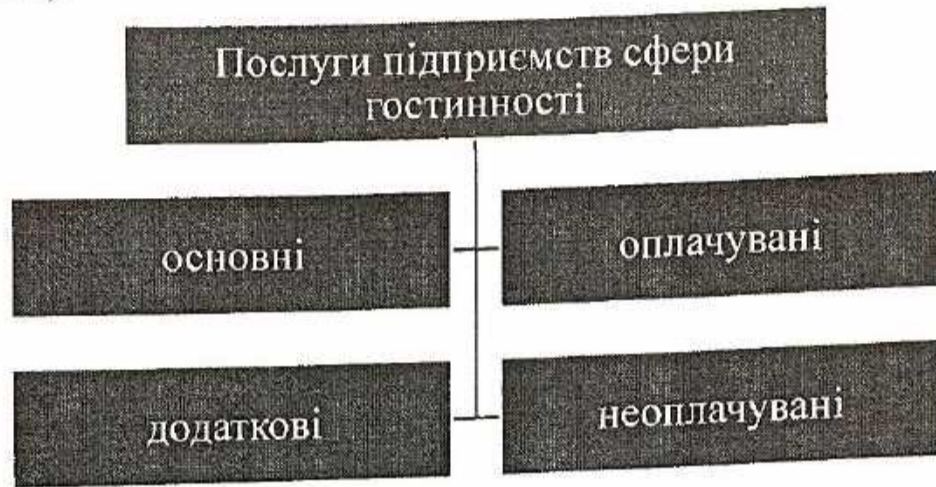 Послуги підприємств сфери
гостинності
основні
оплачувані
додаткові
неоплачувані